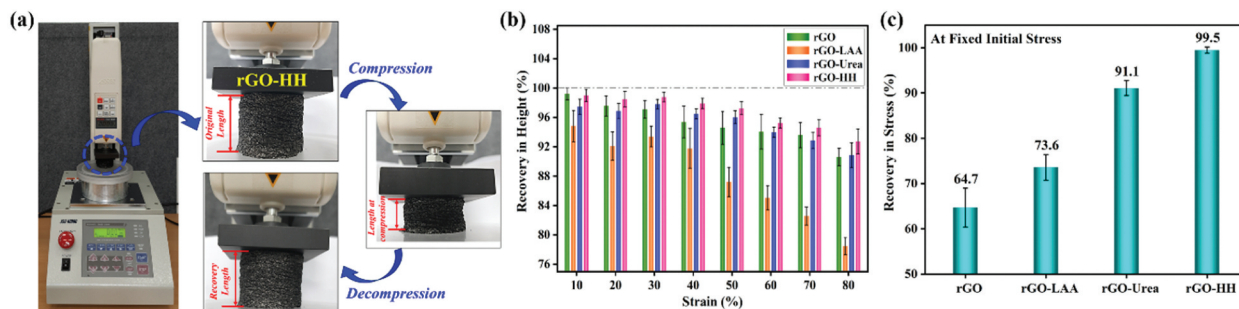 (a)
rGO-HH
Original
Length
Compression
Length at
compression
Recovery
Length
Decompression
(b)
Recovery in Height (%)
108
104
100
96
92
88
84
80
76
rGO
rGO-LAA
rGO-Urea
rGO-HH
10 20 30 40 50 60 70 80
Strain (%)
(c)
At Fixed Initial Stress
Recovery in Stress (%)
100
90
80
70
60
50
64.7
73.6
91.1
99.5
rGO rGO-LAA rGO-Urea rGO-HH